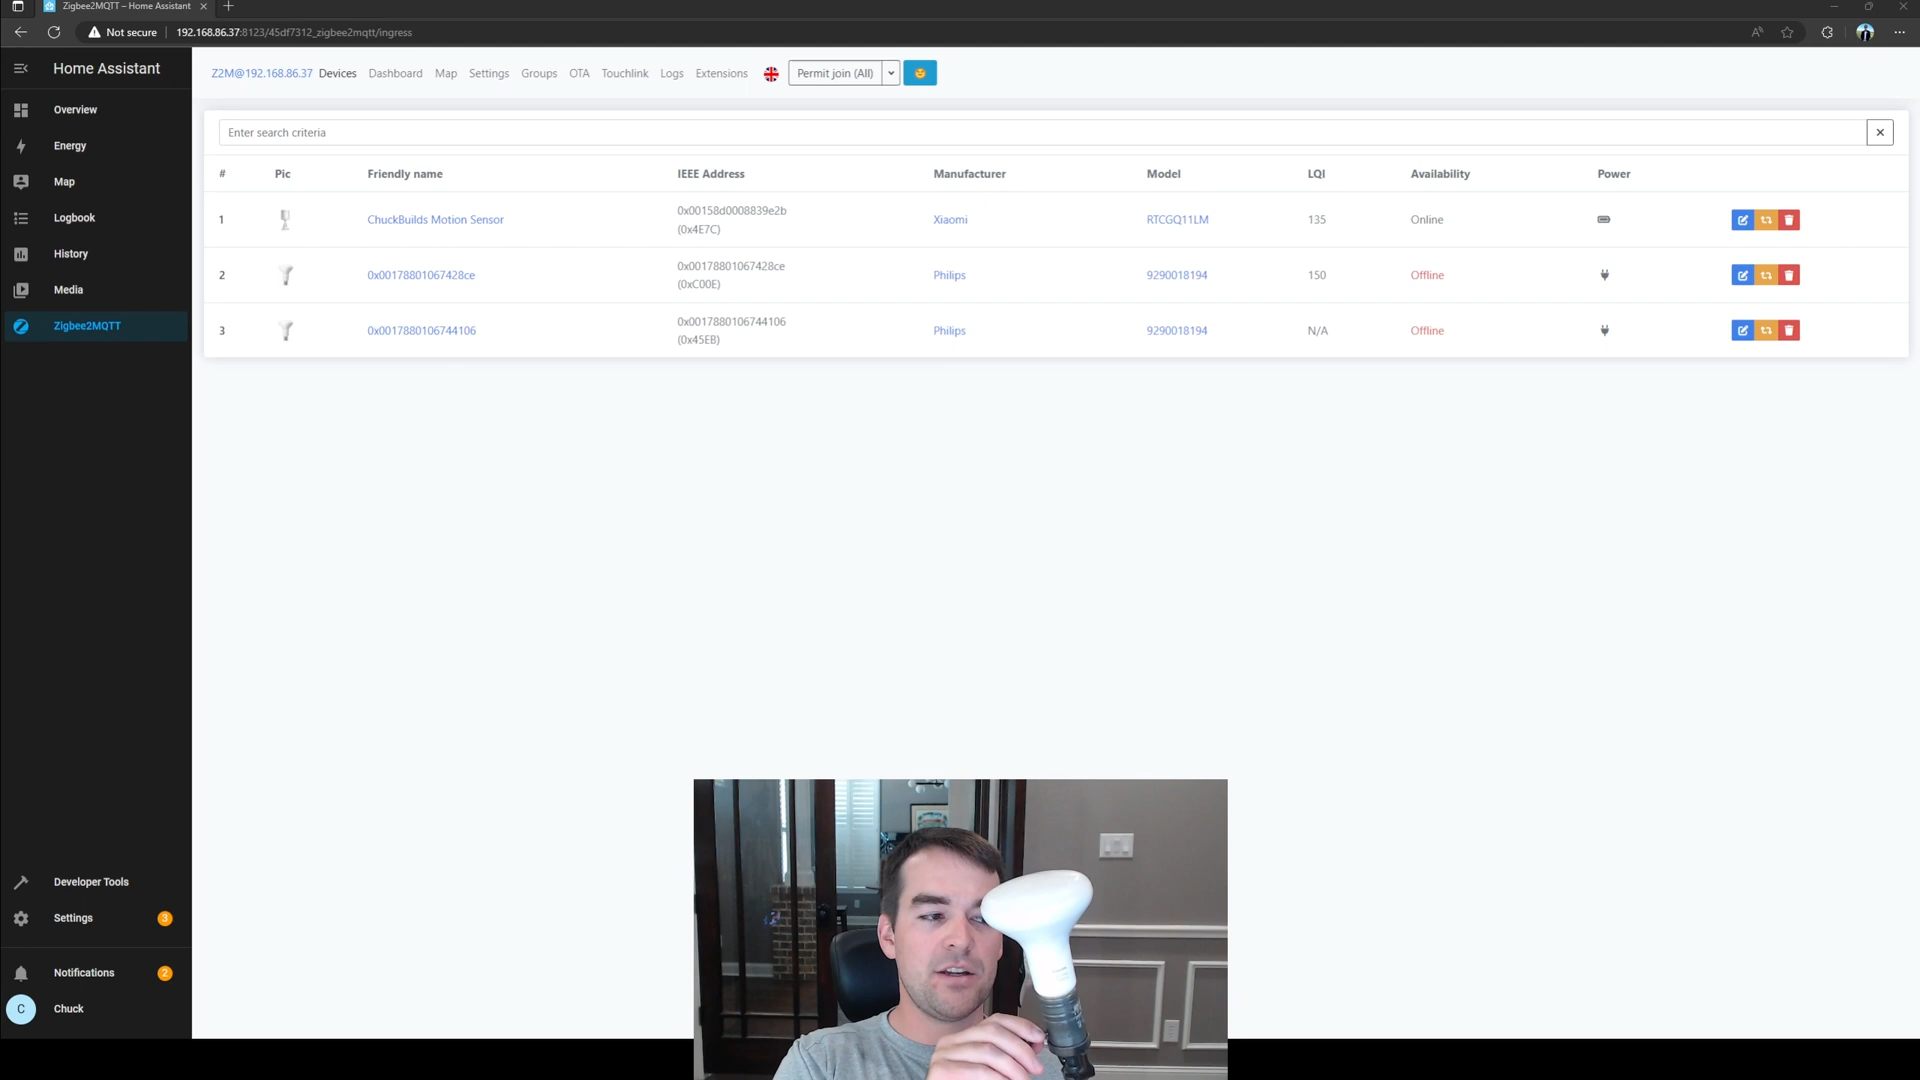 Zigbee2MQTT – Home Assistant
Not secure
192.168.86.37:8123/45df7312_zigbee2mqtt/ingress
Home Assistant
Overview
Energy
Map
Logbook
History
Media
Zigbee2MQTT
Developer Tools
Settings 3
Notifications 2
C Chuck
Z2M@192.168.86.37 Devices Dashboard Map Settings Groups OTA Touchlink Logs Extensions Permit join (All)
Enter search criteria
# Pic Friendly name IEEE Address Manufacturer Model LQI Availability Power
1 ChuckBuilds Motion Sensor 0x00158d0008839e2b Xiaomi RTCGQ11LM 135 Online
(0x4E7C)
2 0x00178801067428ce 0x00178801067428ce Philips 9290018194 150 Offline
(0xC00E)
3 0x0017880106744106 0x0017880106744106 Philips 9290018194 N/A Offline
(0x45EB)